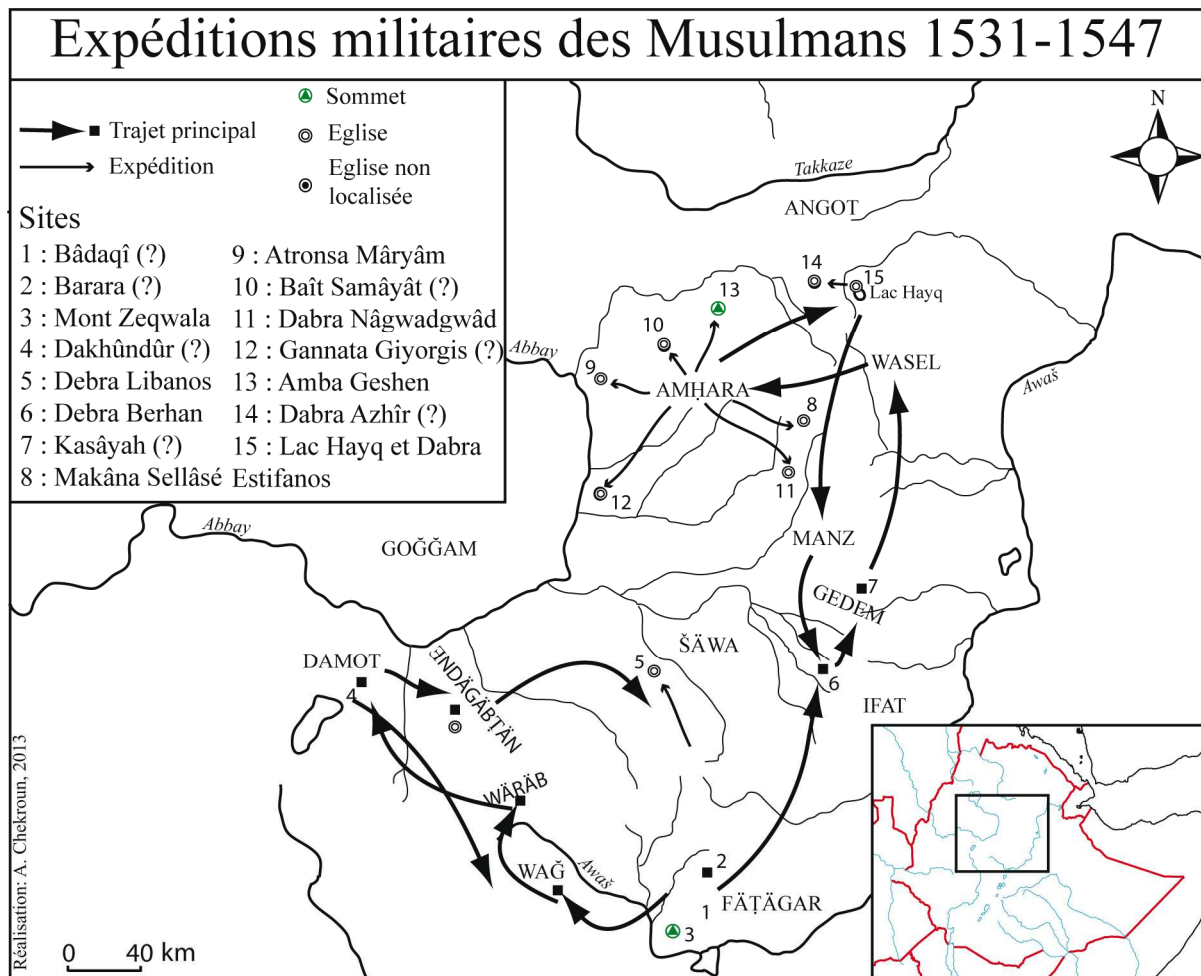 Expéditions militaires des Musulmans 1531-1547
Trajet principal
Expédition
Sommet
Eglise
Eglise non
localisée
Sites
1 : Bâdaqî (?)
2 : Barara (?)
3 : Mont Zeqwala
4 : Dakhûndûr (?)
5 : Debra Libanos
6 : Debra Berhan
7 : Kasâyah (?)
8 : Makâna Sellâsé
9 : Atronsa Mâryâm
10 : Baît Samâyât (?)
11 : Dabra Nâgwadgwâd
12 : Gannata Giyorgis (?)
13 : Amba Geshen
14 : Dabra Azhîr (?)
15 : Lac Hayq et Dabra
Estifanos
N
Takkaze
ANGOT
14
15
Lac Hayq
13
10
Abbay
9
AMḤARA
WASEL
Awaš
8
11
12
Abbay
GOĞĞAM
MANZ
7
GEDEM
ŠÄWA
DAMOT
ENDÄGÄBṬÄN
5
6
4
IFAT
WÄRÄB
WAĞ
Awaš
2
1
FÄṬÄGAR
3
0 40 km
Réalisation: A. Chekroun, 2013